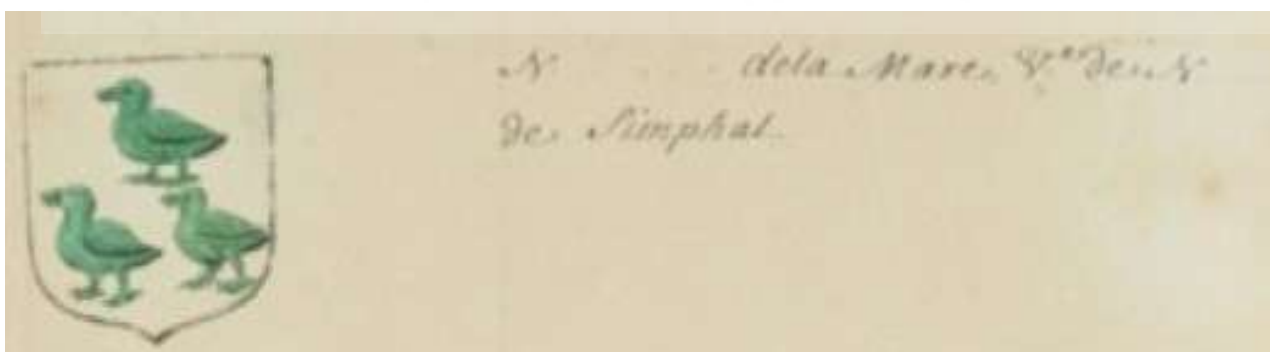 N . . . . dela Mare, V.e de N
de Simphal